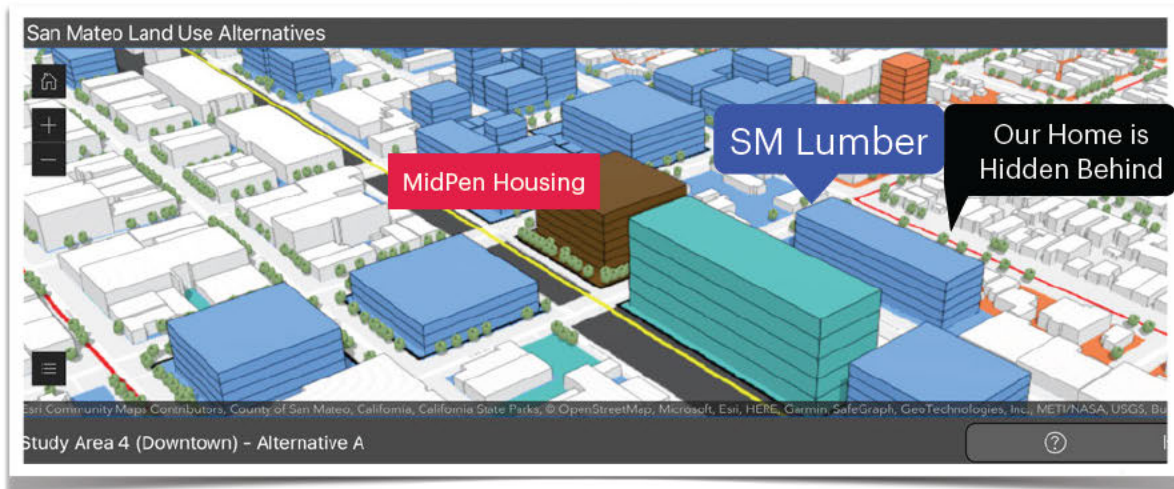 San Mateo Land Use Alternatives
SM Lumber
Our Home is
Hidden Behind
MidPen Housing
Esri Community Maps Contributors, County of San Mateo, California, California State Parks, © OpenStreetMap, Microsoft, Esri, HERE, Garmin, SafeGraph, GeoTechnologies, Inc., METI/NASA, USGS,
Study Area 4 (Downtown) – Alternative A
?